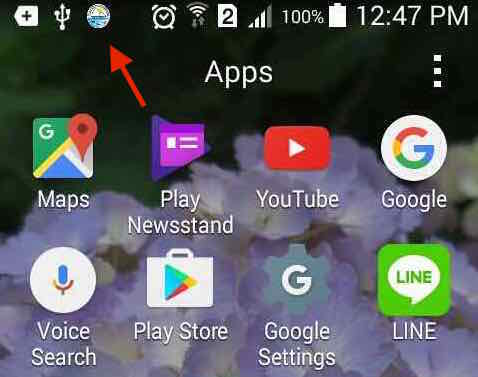 2 100% 12:47 PM
Apps
G
Maps
Play
Newsstand
YouTube
G
Google
Voice
Search
Play Store
G
Google
Settings
LINE
LINE